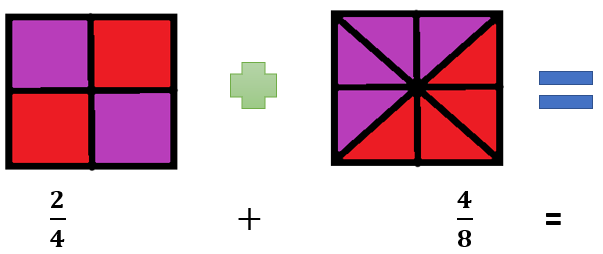 2/4 + 4/8 =